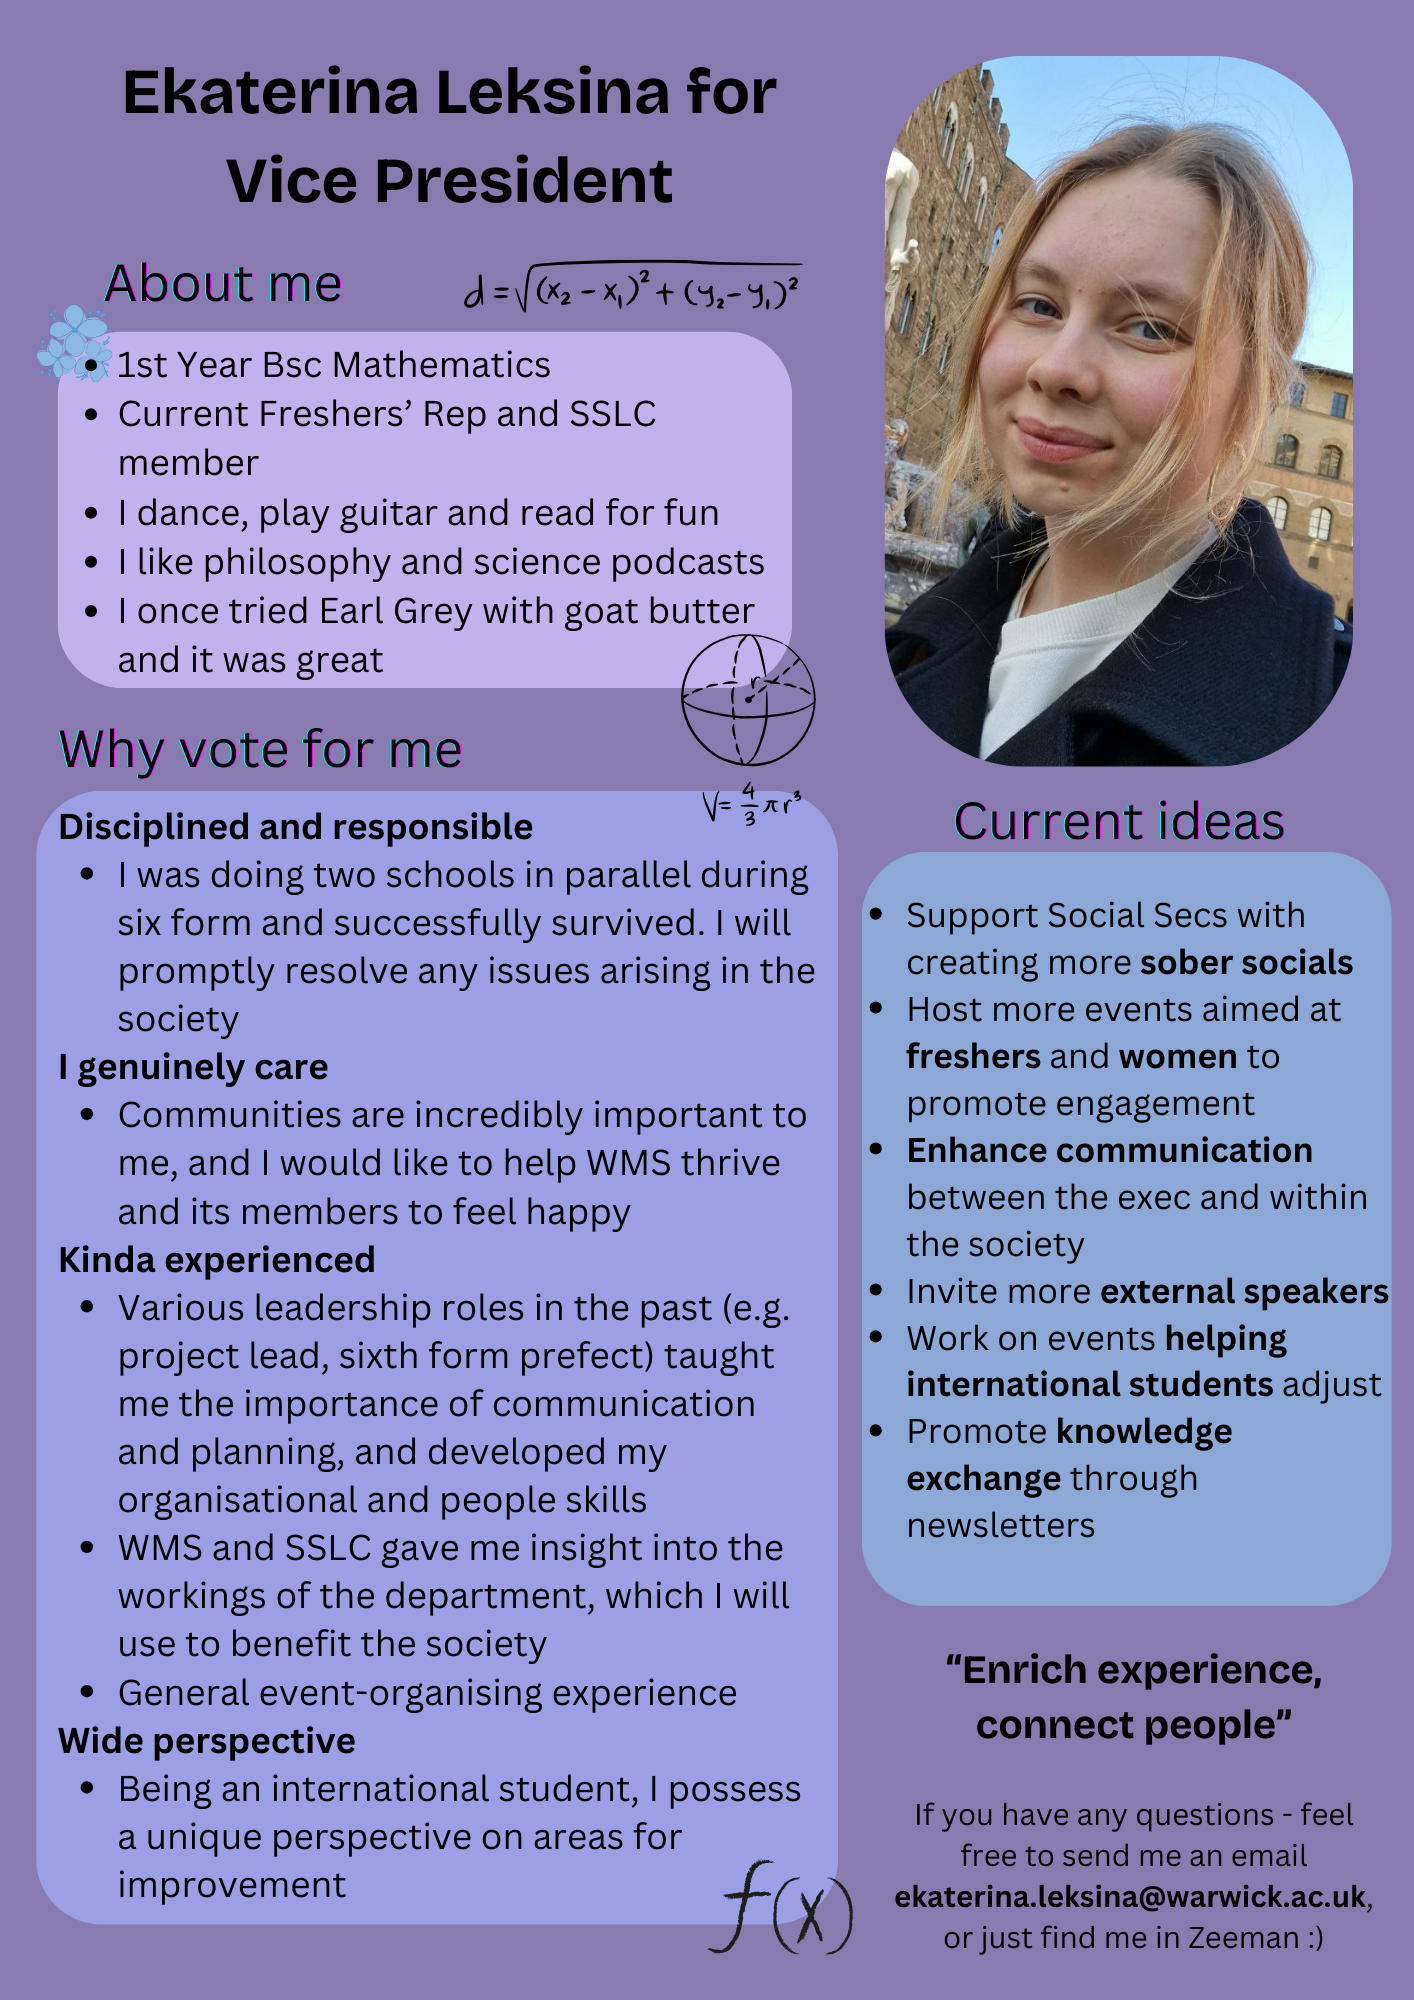 Ekaterina Leksina for
Vice President
About me
d = √(x₂ - x₁)² + (y₂ - y₁)²
• 1st Year Bsc Mathematics
• Current Freshers’ Rep and SSLC
member
• I dance, play guitar and read for fun
• I like philosophy and science podcasts
• I once tried Earl Grey with goat butter
and it was great
r
V= 4/3 πr³
Why vote for me
Disciplined and responsible
• I was doing two schools in parallel during
six form and successfully survived. I will
promptly resolve any issues arising in the
society
I genuinely care
• Communities are incredibly important to
me, and I would like to help WMS thrive
and its members to feel happy
Kinda experienced
• Various leadership roles in the past (e.g.
project lead, sixth form prefect) taught
me the importance of communication
and planning, and developed my
organisational and people skills
• WMS and SSLC gave me insight into the
workings of the department, which I will
use to benefit the society
• General event-organising experience
Wide perspective
• Being an international student, I possess
a unique perspective on areas for
improvement
f(x)
Current ideas
• Support Social Secs with
creating more sober socials
• Host more events aimed at
freshers and women to
promote engagement
• Enhance communication
between the exec and within
the society
• Invite more external speakers
• Work on events helping
international students adjust
• Promote knowledge
exchange through
newsletters
“Enrich experience,
connect people”
If you have any questions - feel
free to send me an email
ekaterina.leksina@warwick.ac.uk,
or just find me in Zeeman :)